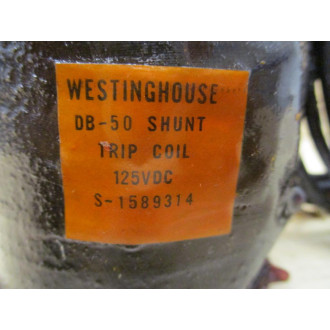 WESTINGHOUSE
DB-50 SHUNT
TRIP COIL
125VDC
S-1589314